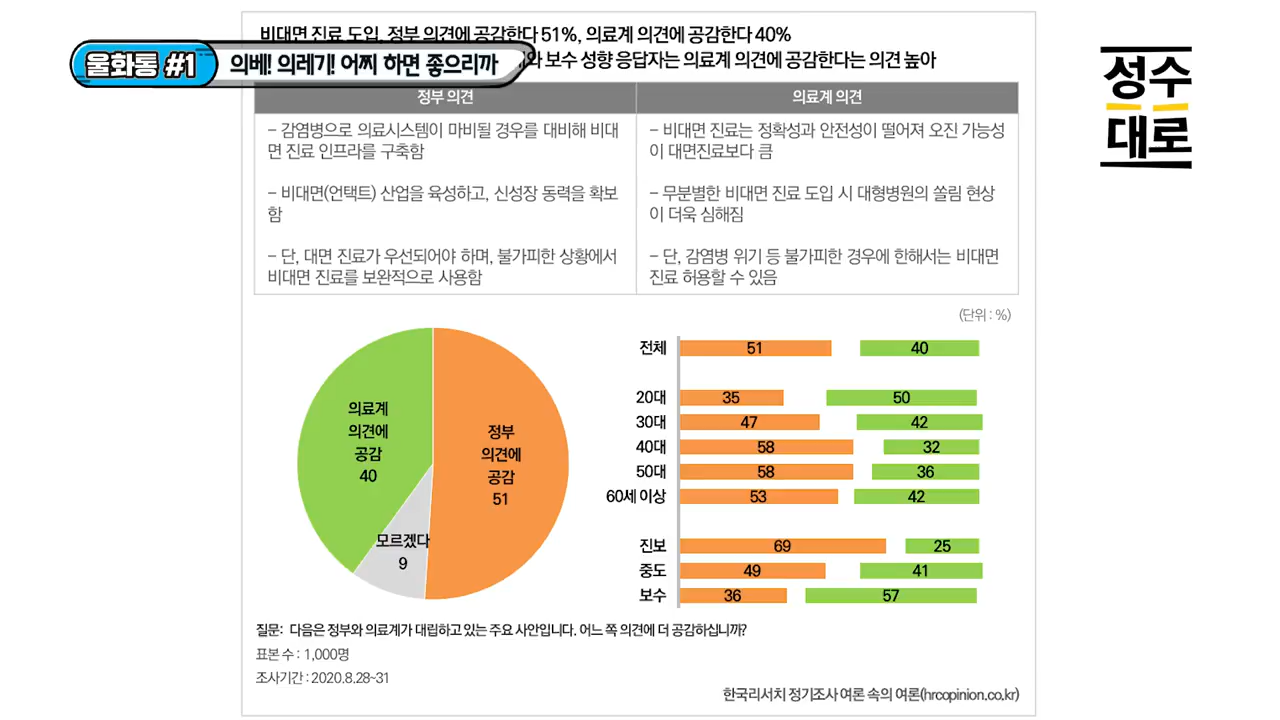 비대면 진료 도입, 정부 의견에 공감한다 51%, 의료계 의견에 공감한다 40%
울화통 #1
의베! 의레기! 어찌 하면 좋으리까
보수 성향 응답자는 의료계 의견에 공감한다는 의견 높아
성수
대로
정부 의견
의료계 의견
- 감염병으로 의료시스템이 마비될 경우를 대비해 비대
면 진료 인프라를 구축함
- 비대면(언택트) 산업을 육성하고, 신성장 동력을 확보
함
- 단, 대면 진료가 우선되어야 하며, 불가피한 상황에서
비대면 진료를 보완적으로 사용함
- 비대면 진료는 정확성과 안전성이 떨어져 오진 가능성
이 대면진료보다 큼
- 무분별한 비대면 진료 도입 시 대형병원의 쏠림 현상
이 더욱 심해짐
- 단, 감염병 위기 등 불가피한 경우에 한해서는 비대면
진료 허용할 수 있음
(단위 : %)
의료계
의견에
공감
40
정부
의견에
공감
51
모르겠다
9
전체 51 40
20대 35 50
30대 47 42
40대 58 32
50대 58 36
60세 이상 53 42
진보 69 25
중도 49 41
보수 36 57
질문: 다음은 정부와 의료계가 대립하고 있는 주요 사안입니다. 어느 쪽 의견에 더 공감하십니까?
표본 수 : 1,000명
조사기간 : 2020.8.28~31
한국리서치 정기조사 여론 속의 여론(hrcopinion.co.kr)